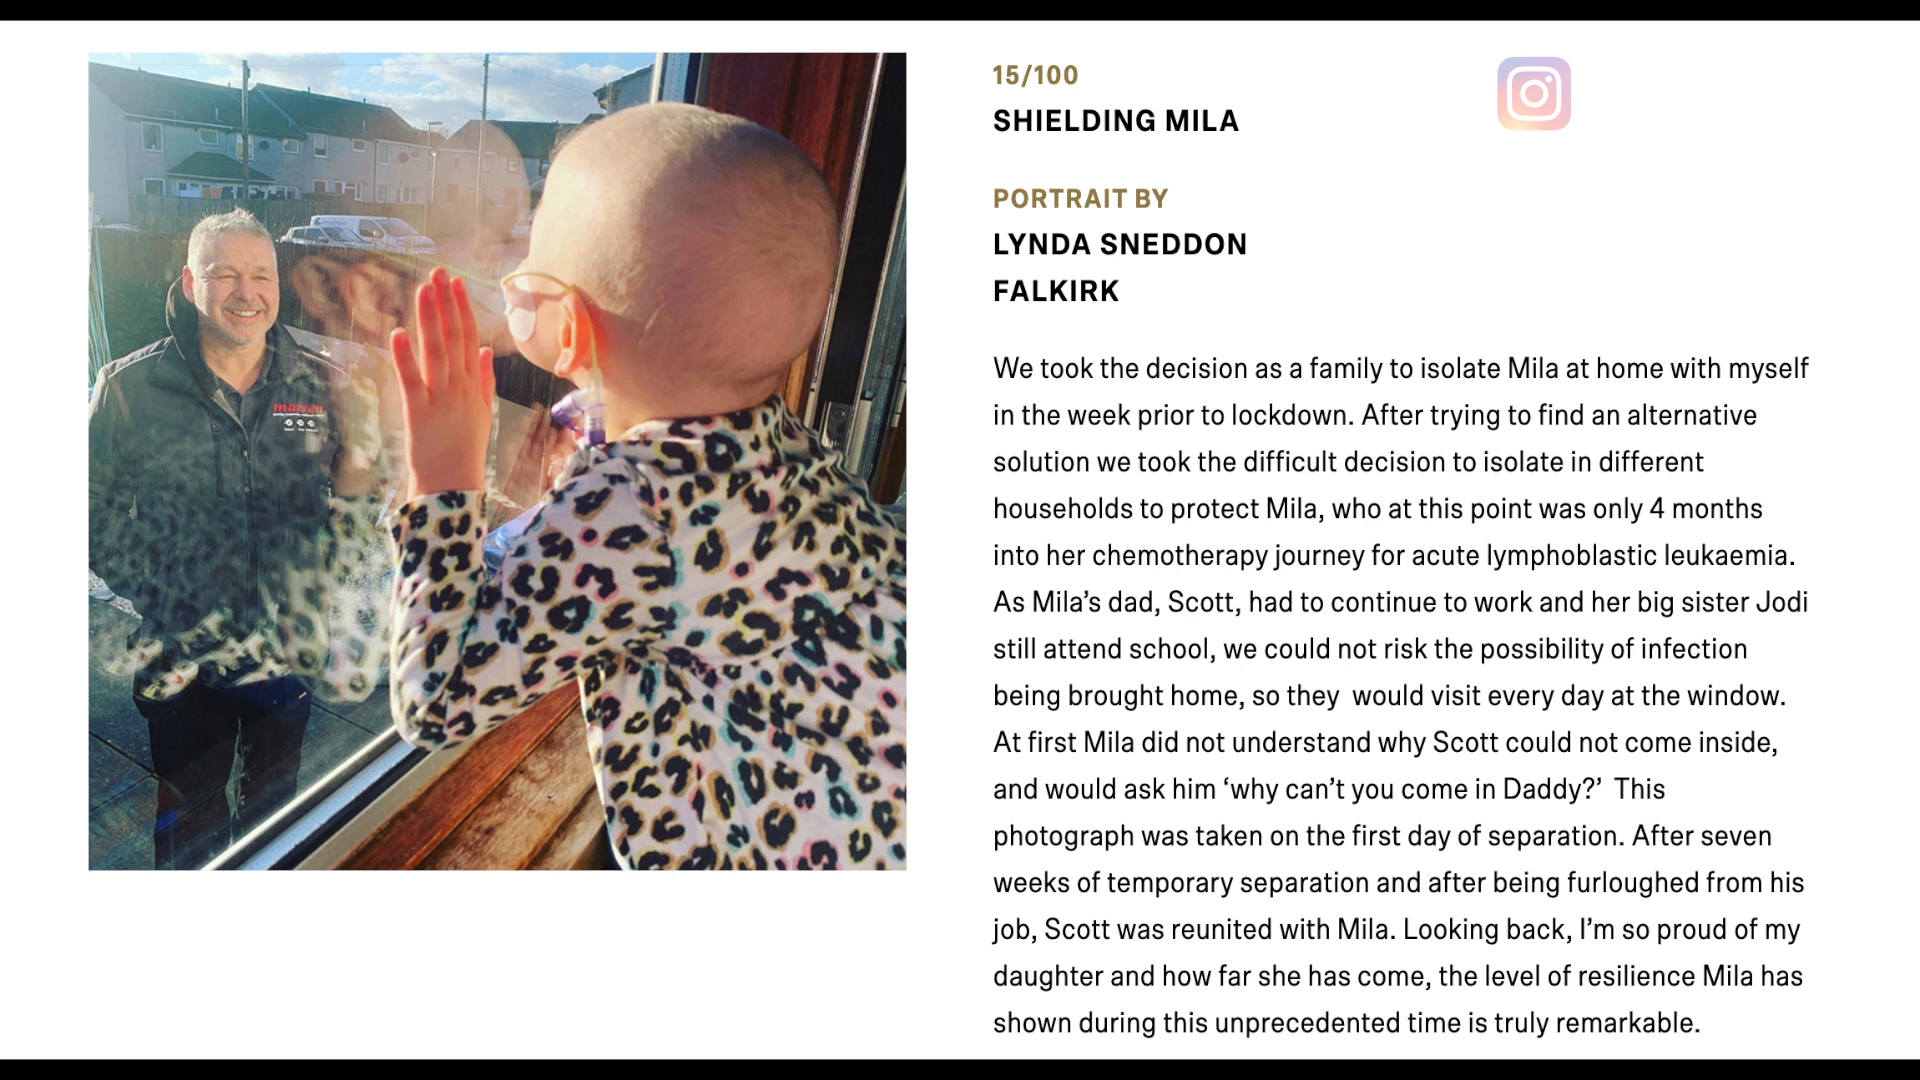 15/100
SHIELDING MILA
PORTRAIT BY
LYNDA SNEDDON
FALKIRK
We took the decision as a family to isolate Mila at home with myself
in the week prior to lockdown. After trying to find an alternative
solution we took the difficult decision to isolate in different
households to protect Mila, who at this point was only 4 months
into her chemotherapy journey for acute lymphoblastic leukaemia.
As Mila’s dad, Scott, had to continue to work and her big sister Jodi
still attend school, we could not risk the possibility of infection
being brought home, so they  would visit every day at the window.
At first Mila did not understand why Scott could not come inside,
and would ask him ‘why can’t you come in Daddy?’  This
photograph was taken on the first day of separation. After seven
weeks of temporary separation and after being furloughed from his
job, Scott was reunited with Mila. Looking back, I’m so proud of my
daughter and how far she has come, the level of resilience Mila has
shown during this unprecedented time is truly remarkable.